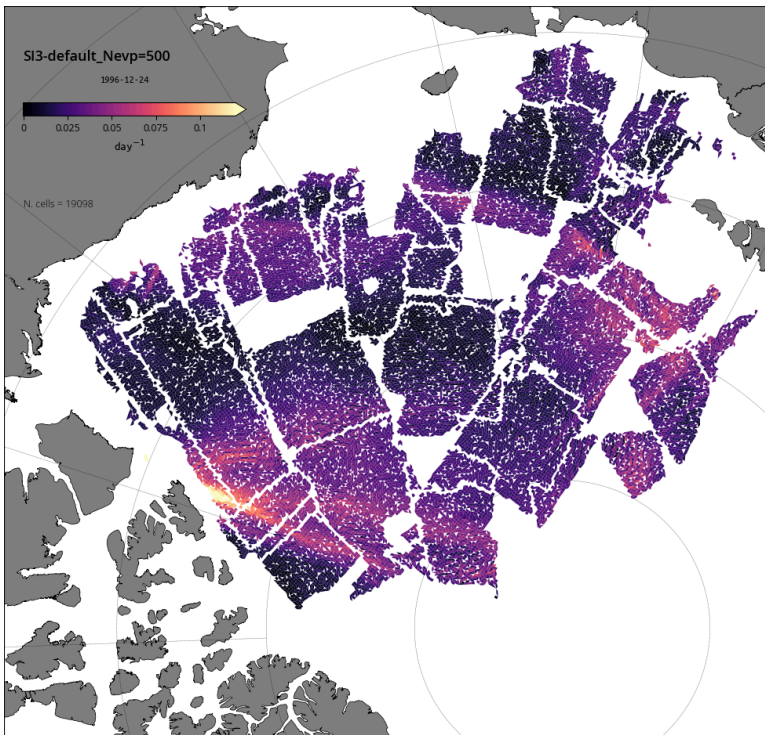 SI3-default_Nevp=500
1996-12-24
0 0.025 0.05 0.075 0.1
day⁻¹
N. cells = 19098